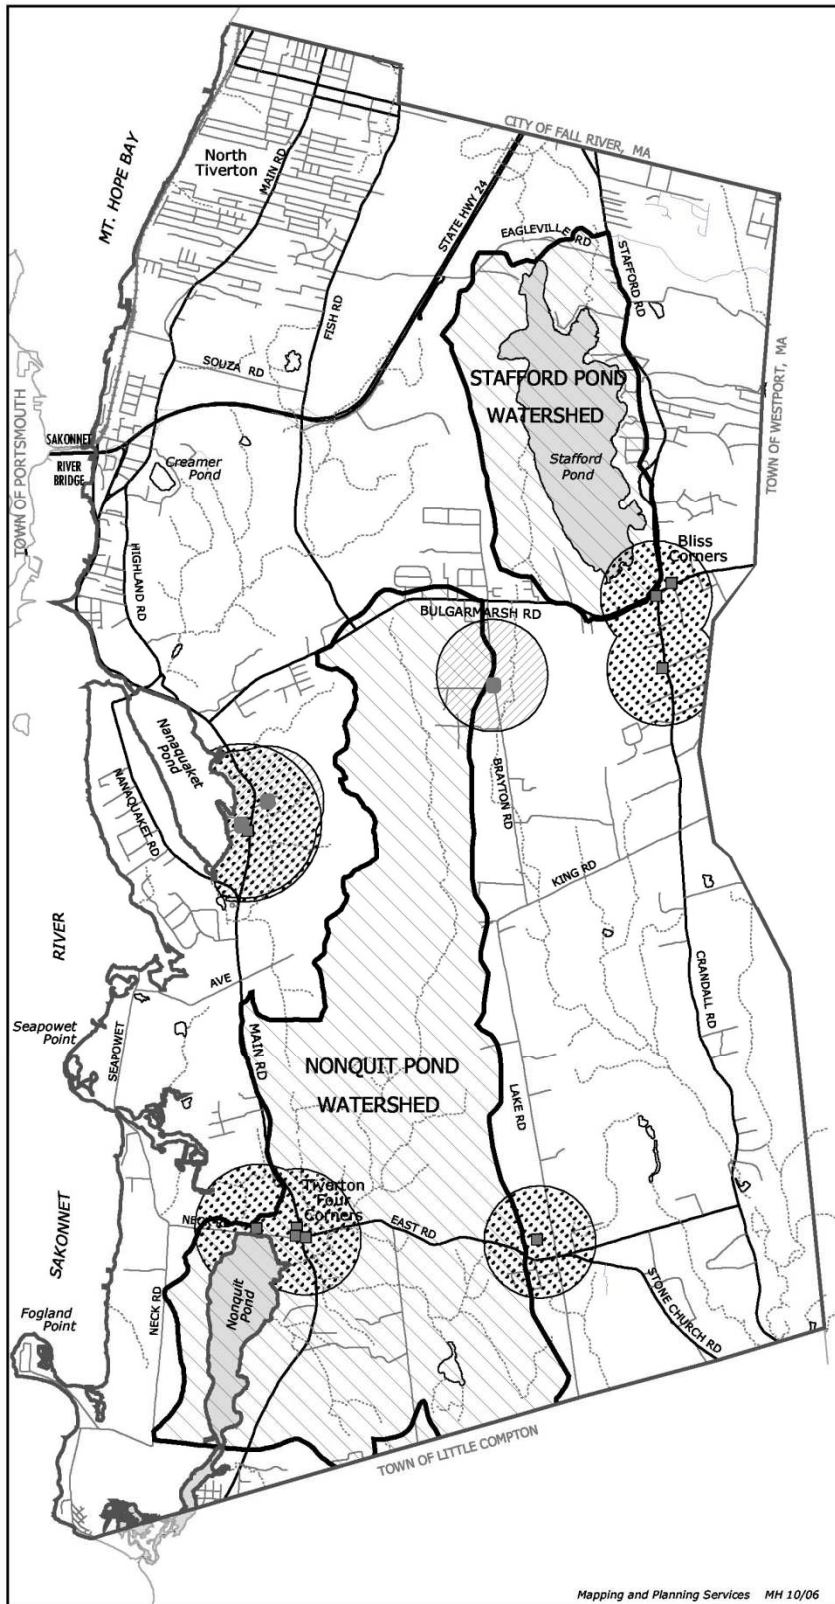 CITY OF FALL RIVER, MA
MT. HOPE BAY
North
Tiverton
MAIN RD
STATE HWY 24
EAGLEVILLE RD
STAFFORD RD
FISH RD
SOUZA RD
STAFFORD POND
WATERSHED
TOWN OF WESTPORT, MA
TOWN OF PORTSMOUTH
SAKONNET
RIVER
BRIDGE
Creamer
Pond
Stafford
Pond
HIGHLAND RD
Bliss
Corners
BULGARMARSH RD
Nanaquaket
Pond
NANAQUAKET RD
BRAYTON RD
KING RD
RIVER
AVE
CRANDALL RD
Seapowet
Point
SEAPOWET
MAIN RD
NONQUIT POND
WATERSHED
LAKE RD
Tiverton
Four
Corners
EAST RD
SAKONNET
NECK RD
Nonquit
Pond
STONE CHURCH RD
Fogland
Point
TOWN OF LITTLE COMPTON
Mapping and Planning Services MH 10/06